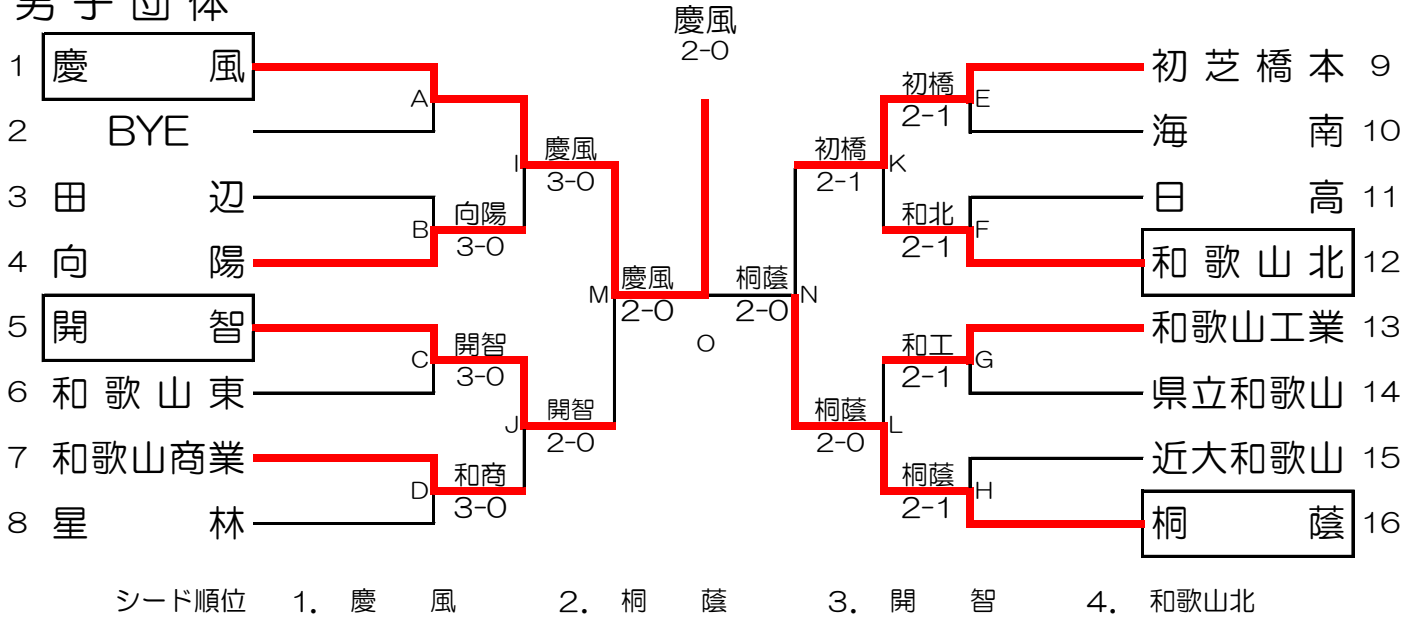 男子団体
慶風
2-0
1 慶風
2 BYE
3 田辺
4 向陽
5 開智
6 和歌山東
7 和歌山商業
8 星林
A
B
C
D
向陽
3-0
開智
3-0
和商
3-0
I
J
慶風
3-0
開智
2-0
M
慶風
2-0
O
桐蔭
2-0
N
初橋
2-1
桐蔭
2-0
K
L
初橋
2-1
和北
2-1
和工
2-1
桐蔭
2-1
E
F
G
H
初芝橋本 9
海南 10
日高 11
和歌山北 12
和歌山工業 13
県立和歌山 14
近大和歌山 15
桐蔭 16
シード順位 1. 慶風 2. 桐蔭 3. 開智 4. 和歌山北